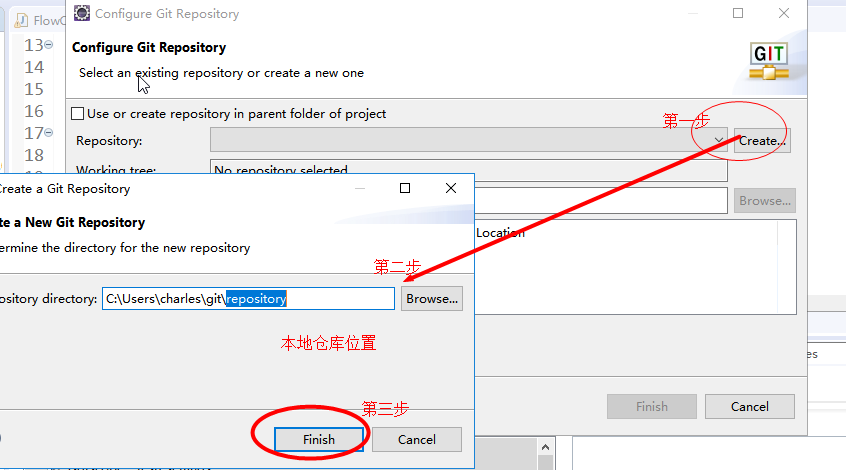 FlowC
Configure Git Repository
13
14
15
16
17
18
Configure Git Repository
Select an existing repository or create a new one
GIT
Use or create repository in parent folder of project
第一步
Repository:
Create...
Working tree:
No repository selected
Browse...
Location
Create a Git Repository
te a New Git Repository
ermine the directory for the new repository
第二步
ository directory:
C:\Users\charles\git\repository
Browse...
本地仓库位置
es
第三步
Finish
Cancel
Finish
Cancel